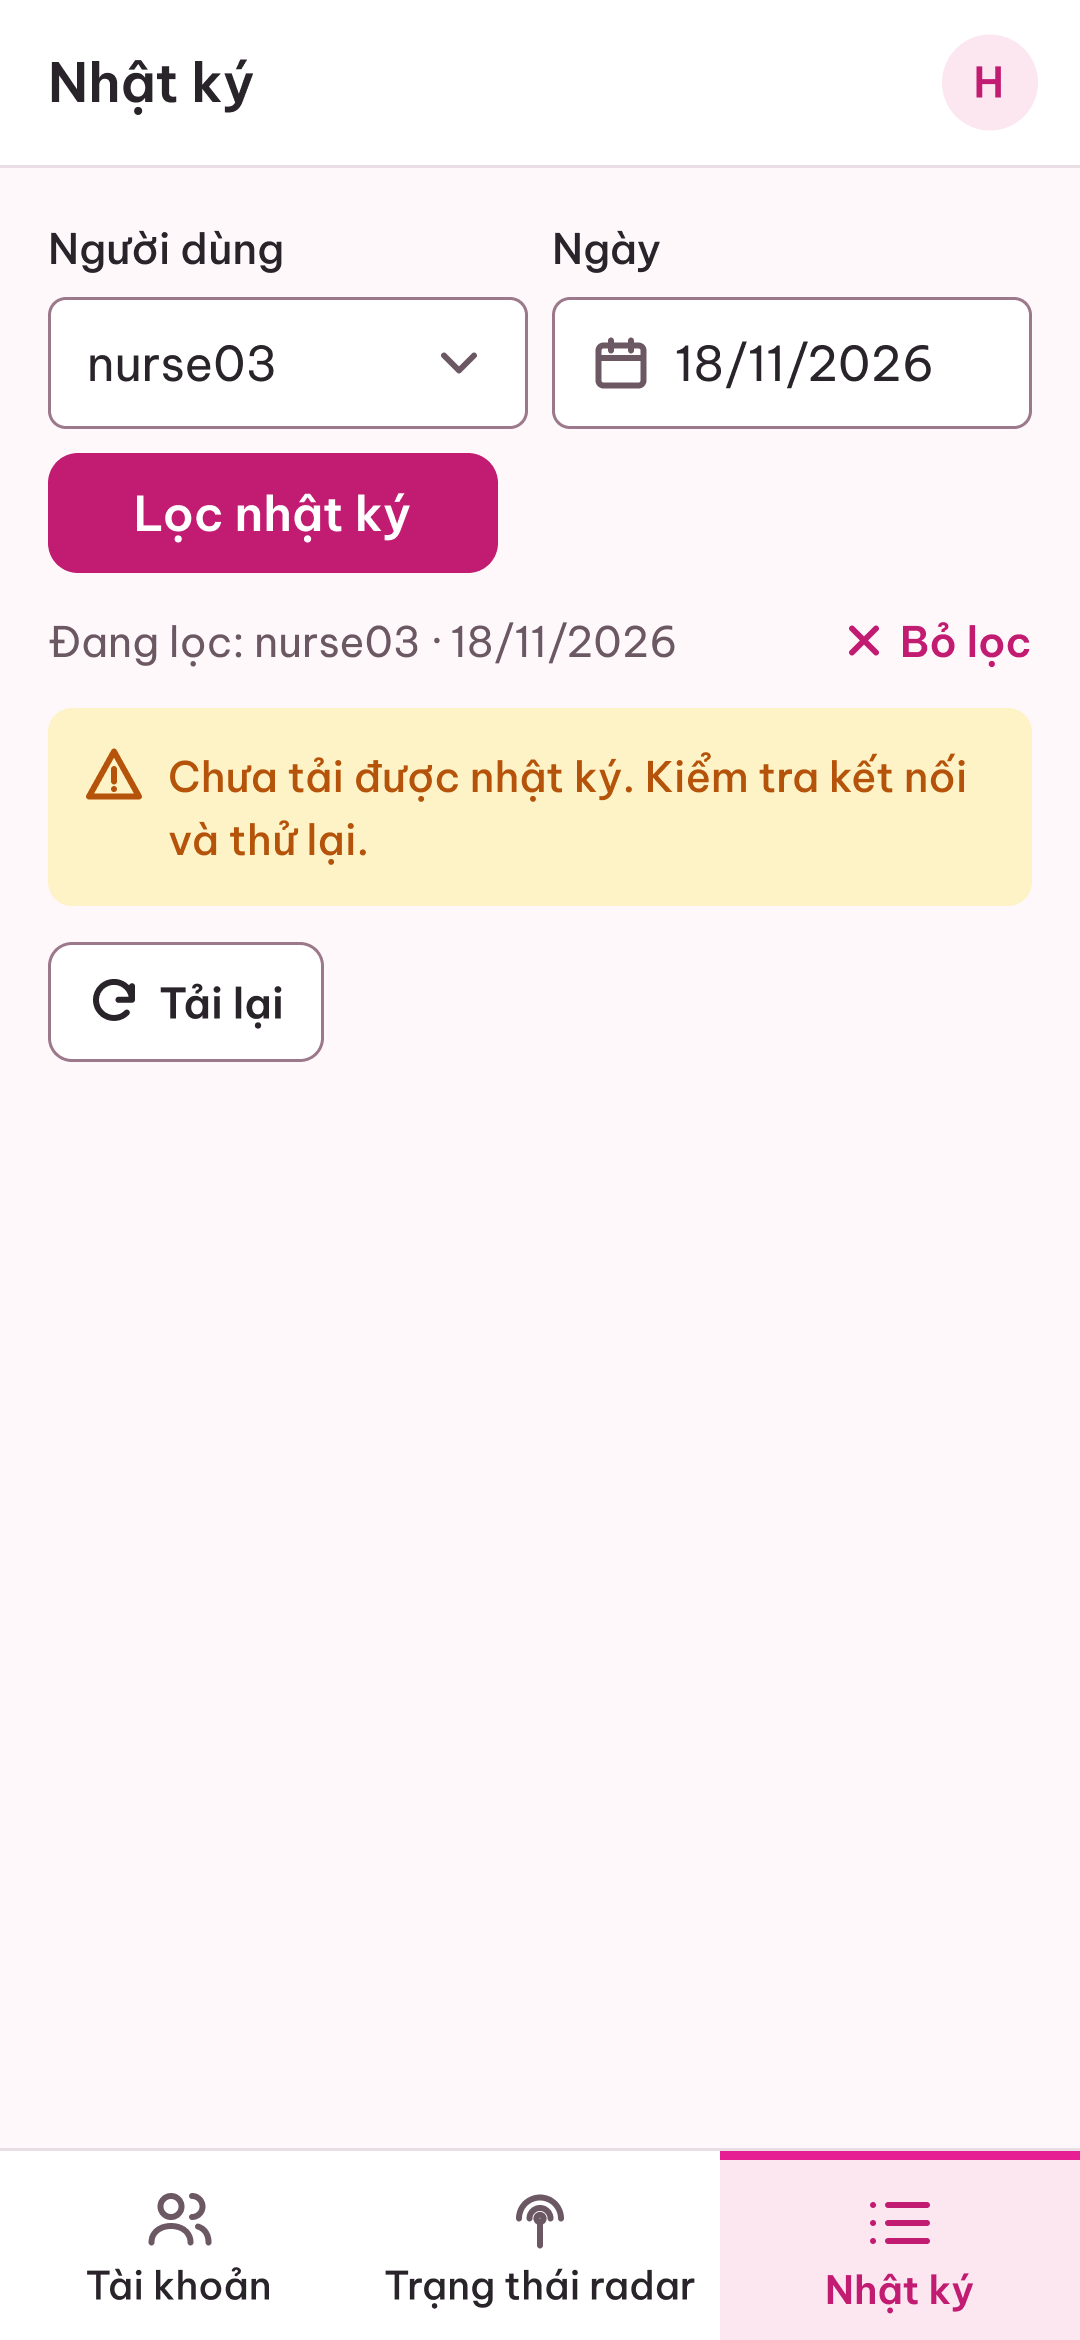 Nhật ký
H
Người dùng
Ngày
nurse03
18/11/2026
Lọc nhật ký
Đang lọc: nurse03 · 18/11/2026
Bỏ lọc
Chưa tải được nhật ký. Kiểm tra kết nối
và thử lại.
Tải lại
Tài khoản
Trạng thái radar
Nhật ký